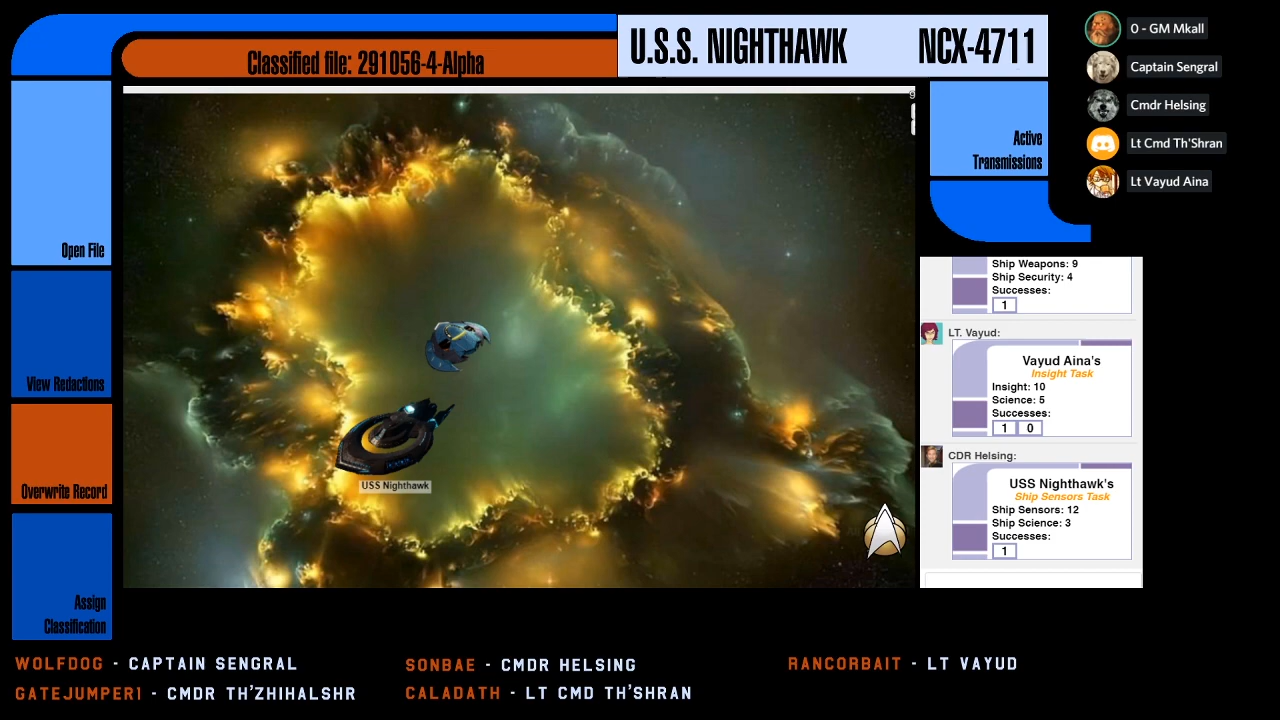 Classified file: 291056-4-Alpha
U.S.S. NIGHTHAWK NCX-4711
Open File
View Redactions
Overwrite Record
Assign
Classification
USS Nighthawk
Active
Transmissions
0 - GM Mkall
Captain Sengral
Cmdr Helsing
Lt Cmd Th'Shran
Lt Vayud Aina
Ship Weapons: 9
Ship Security: 4
Successes:
1
LT. Vayud:
Vayud Aina's
Insight Task
Insight: 10
Science: 5
Successes:
1 0
CDR Helsing:
USS Nighthawk's
Ship Sensors Task
Ship Sensors: 12
Ship Science: 3
Successes:
1
WOLFDOG - CAPTAIN SENGRAL
SONBAE - CMDR HELSING
RANCORBAIT - LT VAYUD
GATEJUMPER1 - CMDR TH'ZHIHALSHR
CALADATH - LT CMD TH'SHRAN